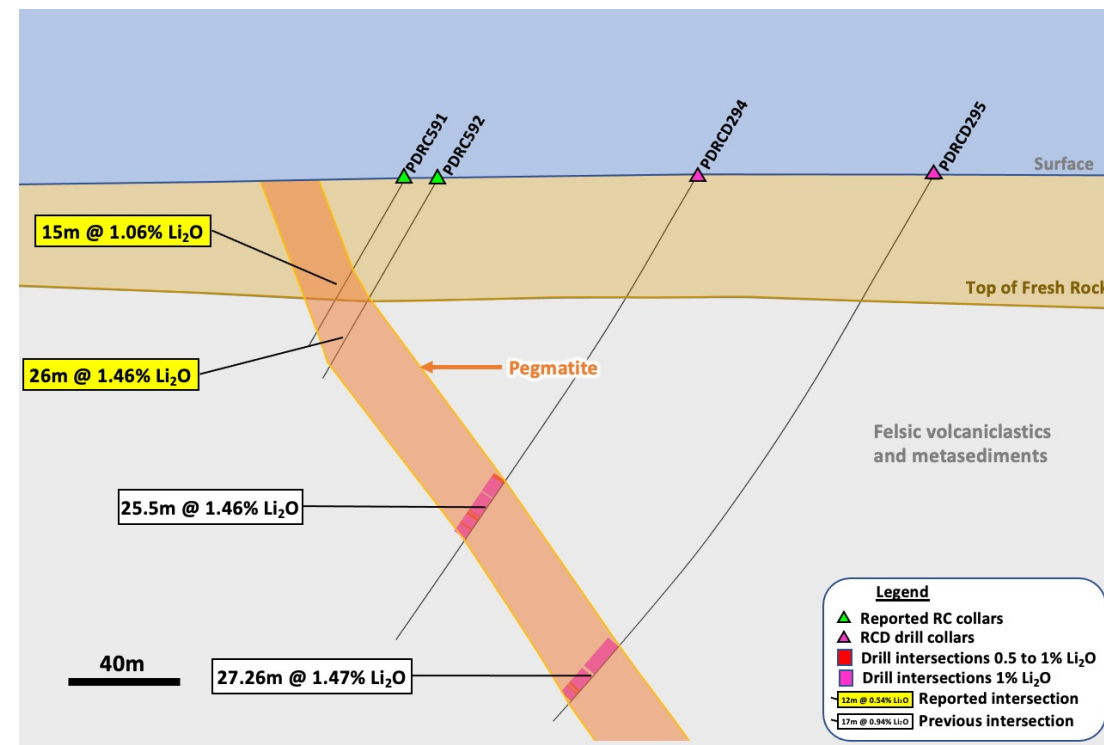 PDRC591
PDRC592
PDRCD294
PDRCD295
Surface
15m @ 1.06% Li₂O
Top of Fresh Rock
26m @ 1.46% Li₂O
Pegmatite
Felsic volcaniclastics
and metasediments
25.5m @ 1.46% Li₂O
40m
27.26m @ 1.47% Li₂O
Legend
Reported RC collars
RCD drill collars
Drill intersections 0.5 to 1% Li₂O
Drill intersections 1% Li₂O
12m @ 0.54% Li₂O Reported intersection
17m @ 0.94% Li₂O Previous intersection